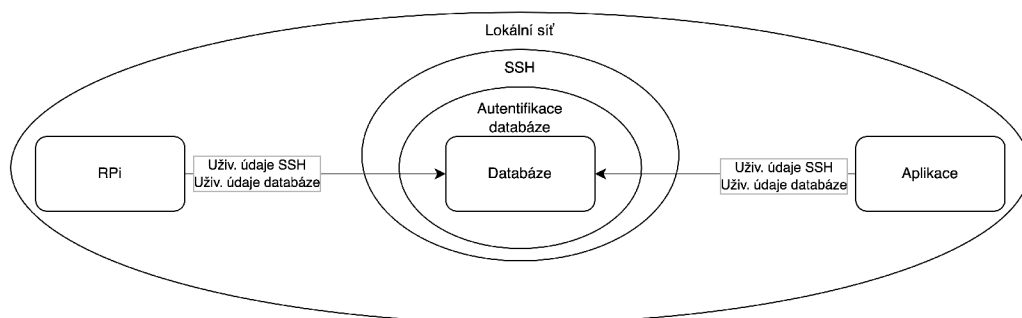 Lokální síť
SSH
Autentifikace
databáze
RPi
Uživ. údaje SSH
Uživ. údaje databáze
Databáze
Uživ. údaje SSH
Uživ. údaje databáze
Aplikace